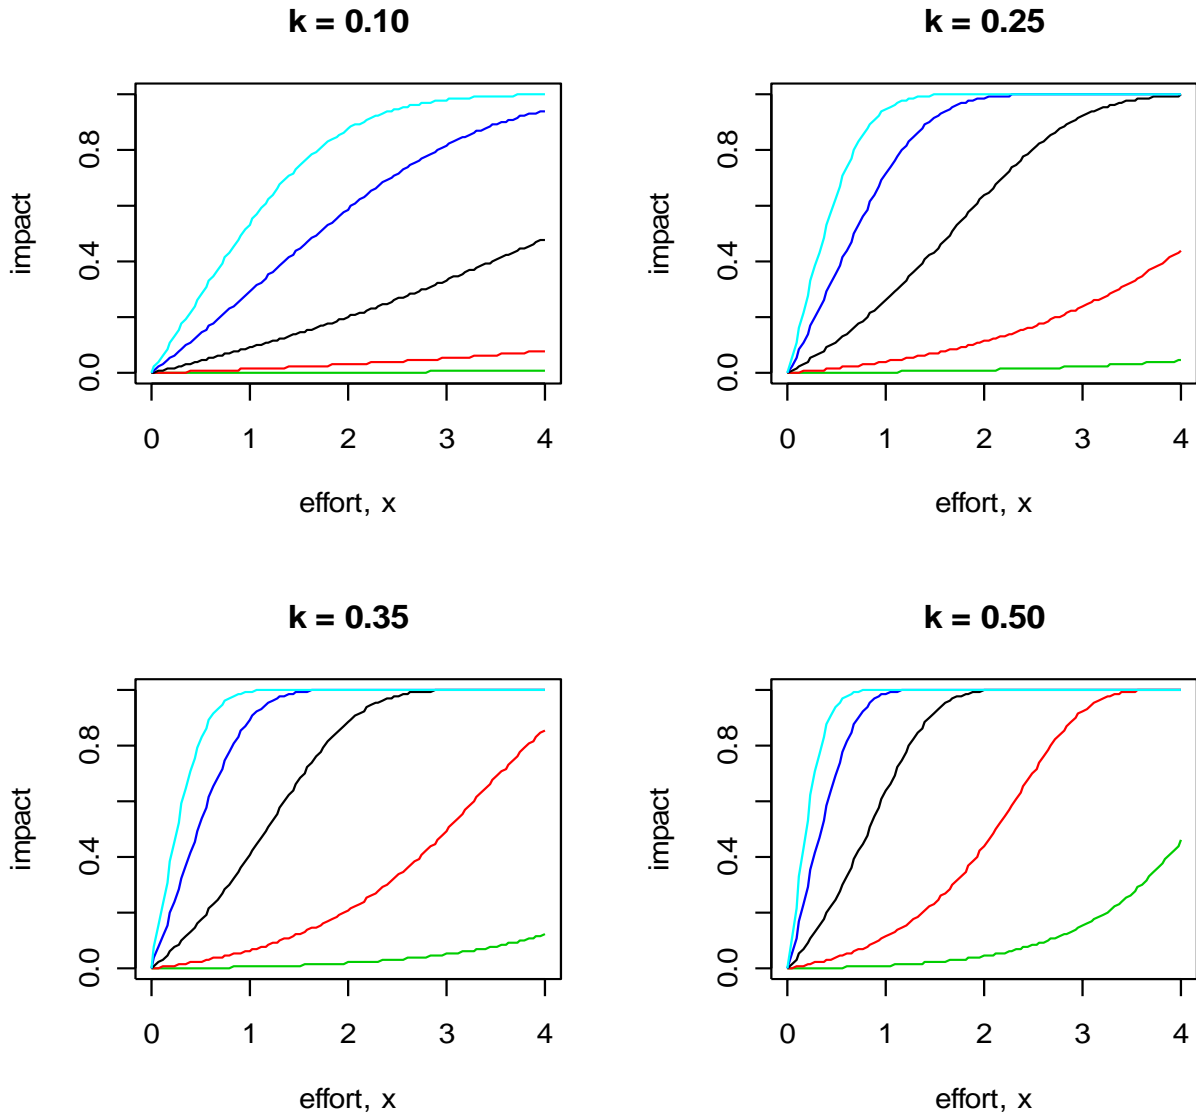 k = 0.10
impact
0.8
0.4
0.0
0 1 2 3 4
effort, x
k = 0.25
impact
0.8
0.4
0.0
0 1 2 3 4
effort, x
k = 0.35
impact
0.8
0.4
0.0
0 1 2 3 4
effort, x
k = 0.50
impact
0.8
0.4
0.0
0 1 2 3 4
effort, x